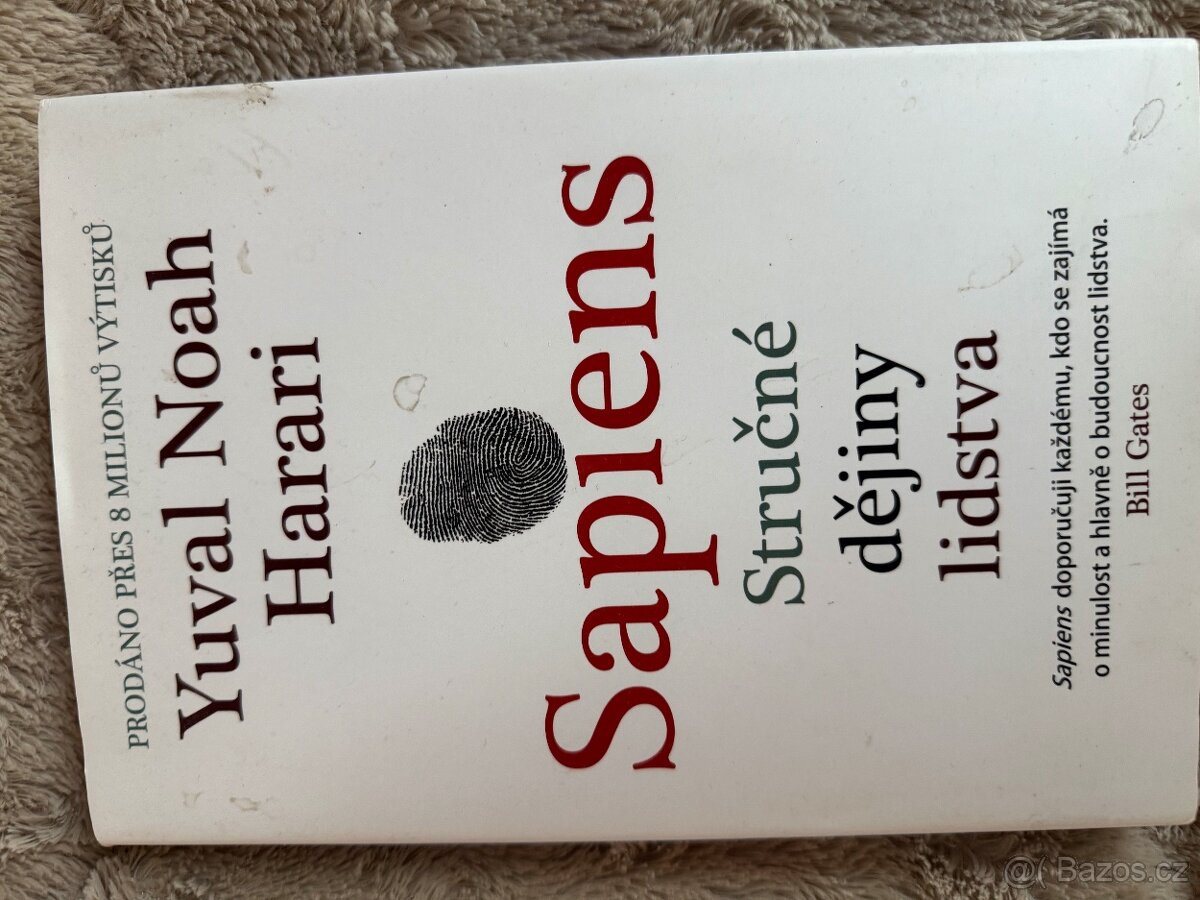 PRODÁNO PŘES 8 MILIONŮ VÝTISKŮ
Yuval Noah
Harari
Sapiens
Stručné
dějiny
lidstva
Sapiens doporučuji každému, kdo se zajímá
o minulost a hlavně o budoucnost lidstva.
Bill Gates
@( Bazos.cz